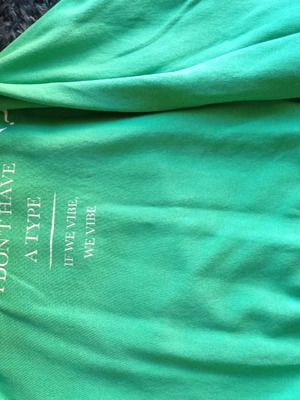 I DON'T HAVE
A TYPE
IF WE VIBE,
WE VIBE